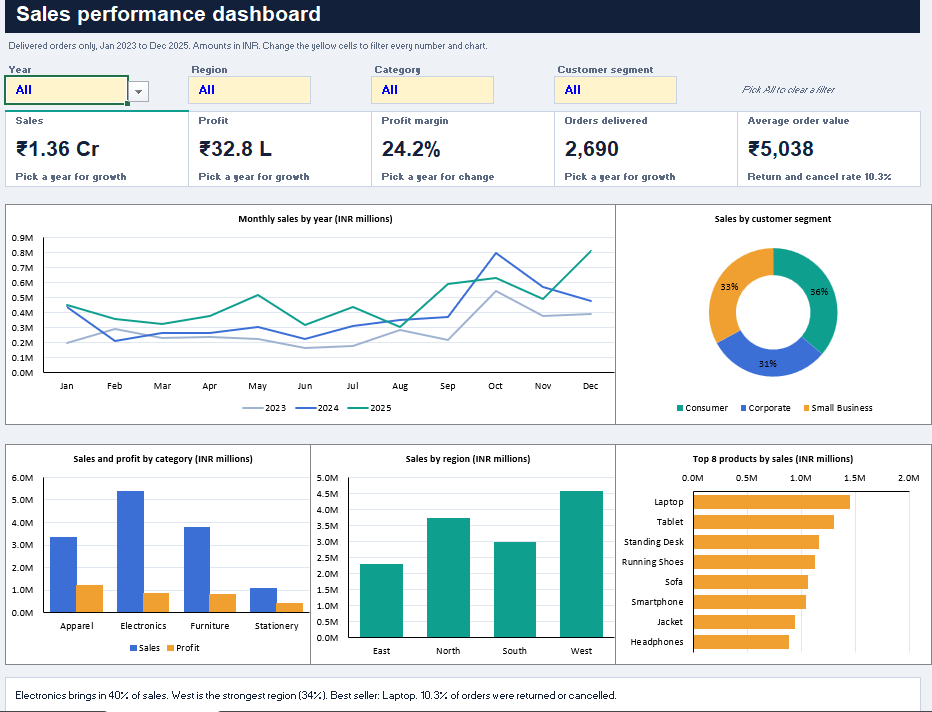 Sales performance dashboard
Delivered orders only, Jan 2023 to Dec 2025. Amounts in INR. Change the yellow cells to filter every number and chart.
Year Region Category Customer segment
All All All All Pick All to clear a filter
Sales Profit Profit margin Orders delivered Average order value
₹1.36 Cr ₹32.8 L 24.2% 2,690 ₹5,038
Pick a year for growth Pick a year for growth Pick a year for change Pick a year for growth Return and cancel rate 10.3%
Monthly sales by year (INR millions)
0.9M
0.8M
0.7M
0.6M
0.5M
0.4M
0.3M
0.2M
0.1M
0.0M
Jan Feb Mar Apr May Jun Jul Aug Sep Oct Nov Dec
2023 2024 2025
Sales by customer segment
33% 36%
31%
Consumer Corporate Small Business
Sales and profit by category (INR millions)
6.0M
5.0M
4.0M
3.0M
2.0M
1.0M
0.0M
Apparel Electronics Furniture Stationery
Sales Profit
Sales by region (INR millions)
5.0M
4.5M
4.0M
3.5M
3.0M
2.5M
2.0M
1.5M
1.0M
0.5M
0.0M
East North South West
Top 8 products by sales (INR millions)
0.0M 0.5M 1.0M 1.5M 2.0M
Laptop
Tablet
Standing Desk
Running Shoes
Sofa
Smartphone
Jacket
Headphones
Electronics brings in 40% of sales. West is the strongest region (34%). Best seller: Laptop. 10.3% of orders were returned or cancelled.